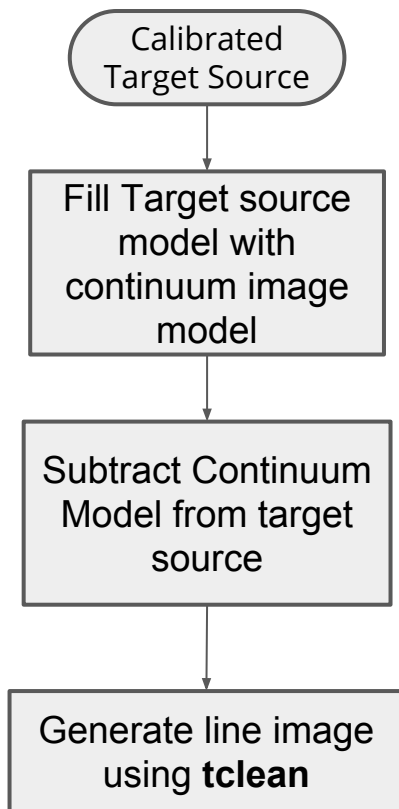 Calibrated
Target Source
Fill Target source
model with
continuum image
model
Subtract Continuum
Model from target
source
Generate line image
using tclean